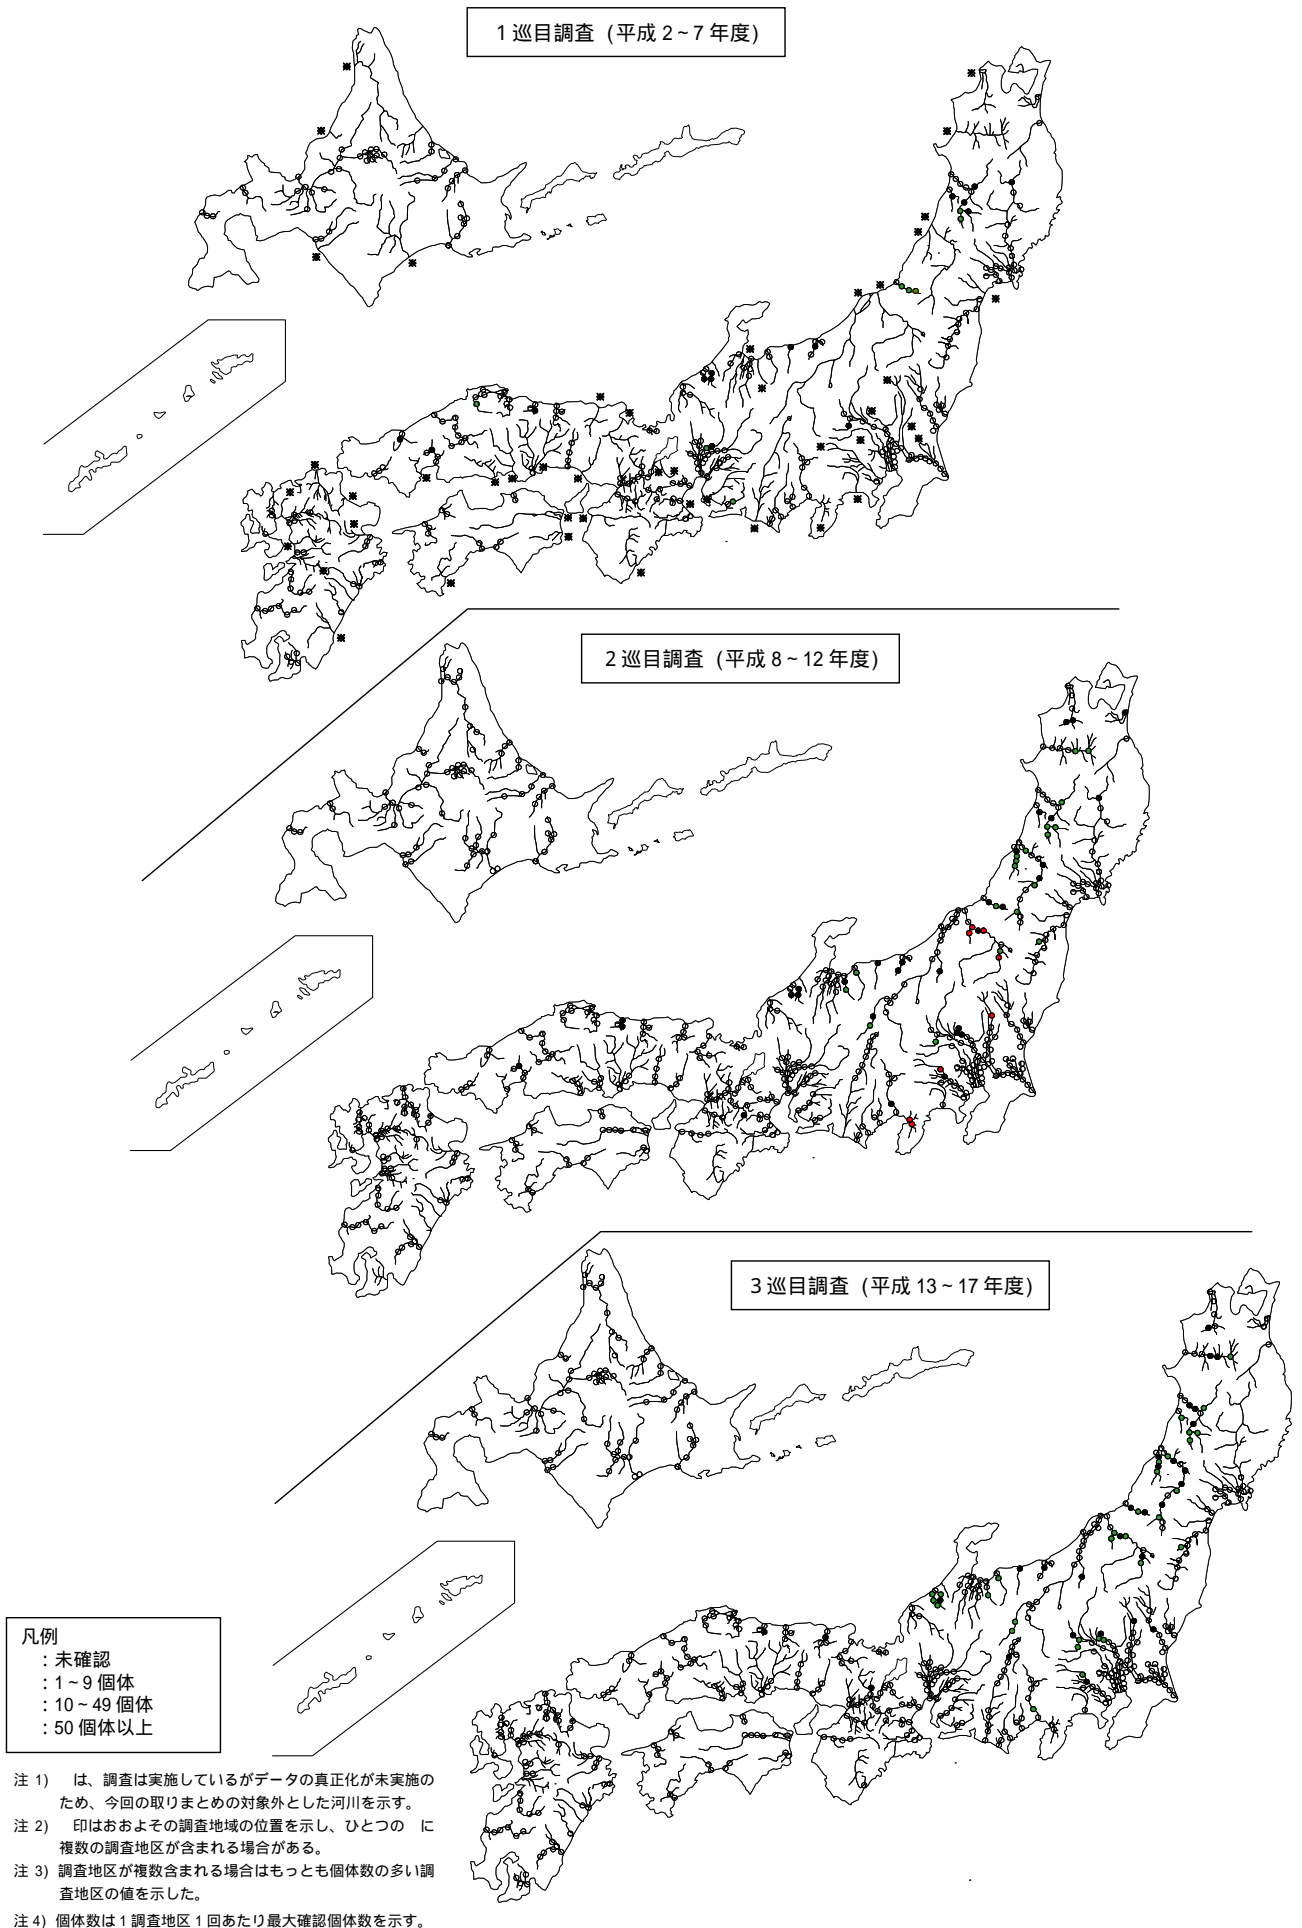 1巡目調査 (平成2~7年度)
2巡目調査 (平成8~12年度)
3巡目調査 (平成13~17年度)
凡例
:未確認
:1~9個体
:10~49個体
:50個体以上
注1) は、調査は実施しているがデータの真正化が未実施の
ため、今回の取りまとめの対象外とした河川を示す。
注2) 印はおおよその調査地域の位置を示し、ひとつの に
複数の調査地区が含まれる場合がある。
注3) 調査地区が複数含まれる場合はもっとも個体数の多い調
査地区の値を示した。
注4) 個体数は1調査地区1回あたり最大確認個体数を示す。